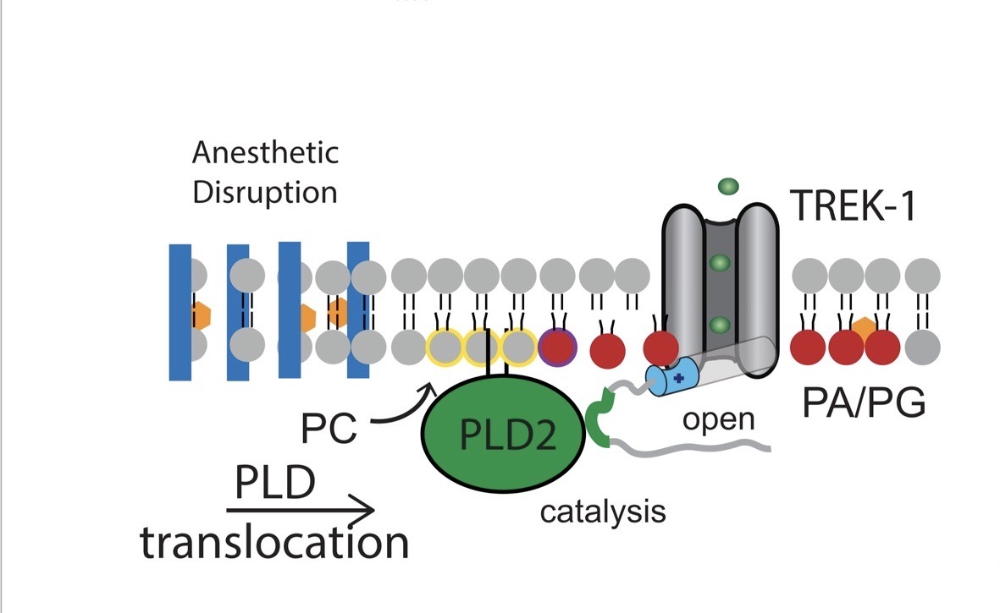 Anesthetic
Disruption
TREK-1
+
PC
PLD2
open
PA/PG
PLD
translocation
catalysis